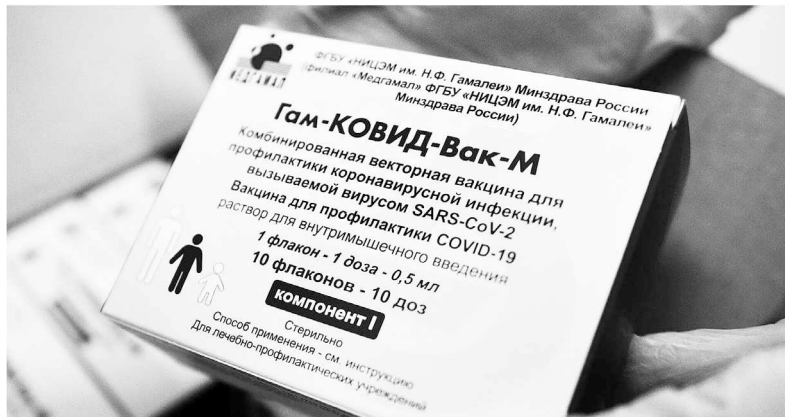 МЕДГАМАЛ
ФГБУ «НИЦЭМ им. Н.Ф. Гамалеи» Минздрава России
(филиал «Медгамал» ФГБУ «НИЦЭМ им. Н.Ф. Гамалеи»
Минздрава России)
Гам-КОВИД-Вак-М
Комбинированная векторная вакцина для
профилактики коронавирусной инфекции,
вызываемой вирусом SARS-CoV-2
Вакцина для профилактики COVID-19
раствор для внутримышечного введения
1 флакон - 1 доза - 0,5 мл
10 флаконов - 10 доз
компонент I
Стерильно
Способ применения - см. инструкцию
Для лечебно-профилактических учреждений